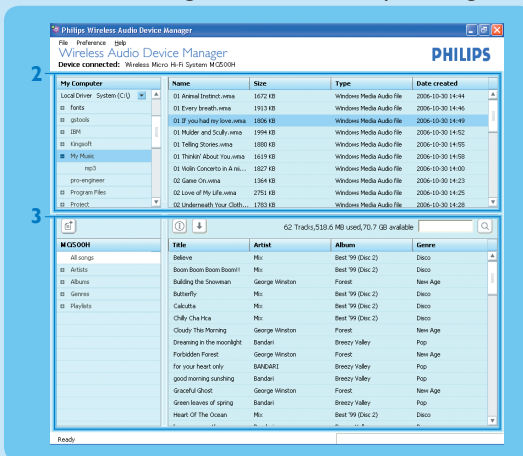 Philips Wireless Audio Device Manager
File Preference Help
Wireless Audio Device Manager
PHILIPS
Device connected: Wireless Micro Hi-Fi System MCi500H
2
My Computer Name Size Type Date created
Local Driver System (C:\) 01 Animal Instinct.wma 1672 KB Windows Media Audio file 2006-10-30 14:44
fonts 01 Every breath.wma 1913 KB Windows Media Audio file 2006-10-30 14:46
gstools 01 If you had my love.wma 1806 KB Windows Media Audio file 2006-10-30 14:49
IBM 01 Mulder and Scully.wma 1994 KB Windows Media Audio file 2006-10-30 14:52
Kingsoft 01 Telling Stories.wma 1880 KB Windows Media Audio file 2006-10-30 14:55
My Music 01 Thinkin' About You.wma 1619 KB Windows Media Audio file 2006-10-30 14:58
mp3 01 Violin Concerto in A mi... 1827 KB Windows Media Audio file 2006-10-30 14:00
pro-engineer 02 Game On.wma 1364 KB Windows Media Audio file 2006-10-30 14:23
Program Files 02 Love of My Life.wma 2751 KB Windows Media Audio file 2006-10-30 14:25
Project 02 Underneath Your Cloth... 1783 KB Windows Media Audio file 2006-10-30 14:28
3
62 Tracks,518.6 MB used,70.7 GB available
MCi500H Title Artist Album Genre
All songs Believe Mix Best '99 (Disc 2) Disco
Artists Boom Boom Boom Boom!! Mix Best '99 (Disc 2) Disco
Albums Building the Snowman George Winston Forest New Age
Genres Butterfly Mix Best '99 (Disc 2) Disco
Playlists Calcutta Mix Best '99 (Disc 2) Disco
Chilly Cha Hca Mix Best '99 (Disc 2) Disco
Cloudy This Morning George Winston Forest New Age
Dreaming in the moonlight Bandari Breezy Valley Pop
Forbidden Forest George Winston Forest New Age
for your heart only BANDARI Breezy Valley Pop
good morning sunshing Bandari Breezy Valley Pop
Graceful Ghost George Winston Forest New Age
Green leaves of spring Bandari Breezy Valley Pop
Heart Of The Ocean Mix Best '99 (Disc 2) Disco
Ready